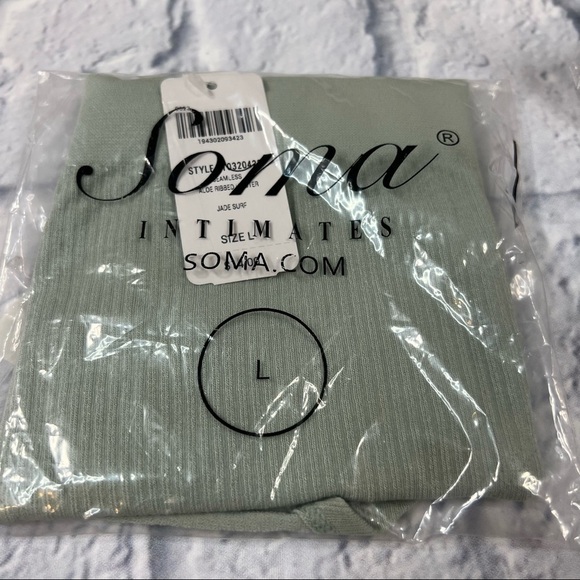 194302093423
STYLE
SEAMLESS
ALOE RIBBED
JADE SURF
SIZE L
Soma®
INTIMATES
SOMA.COM
L